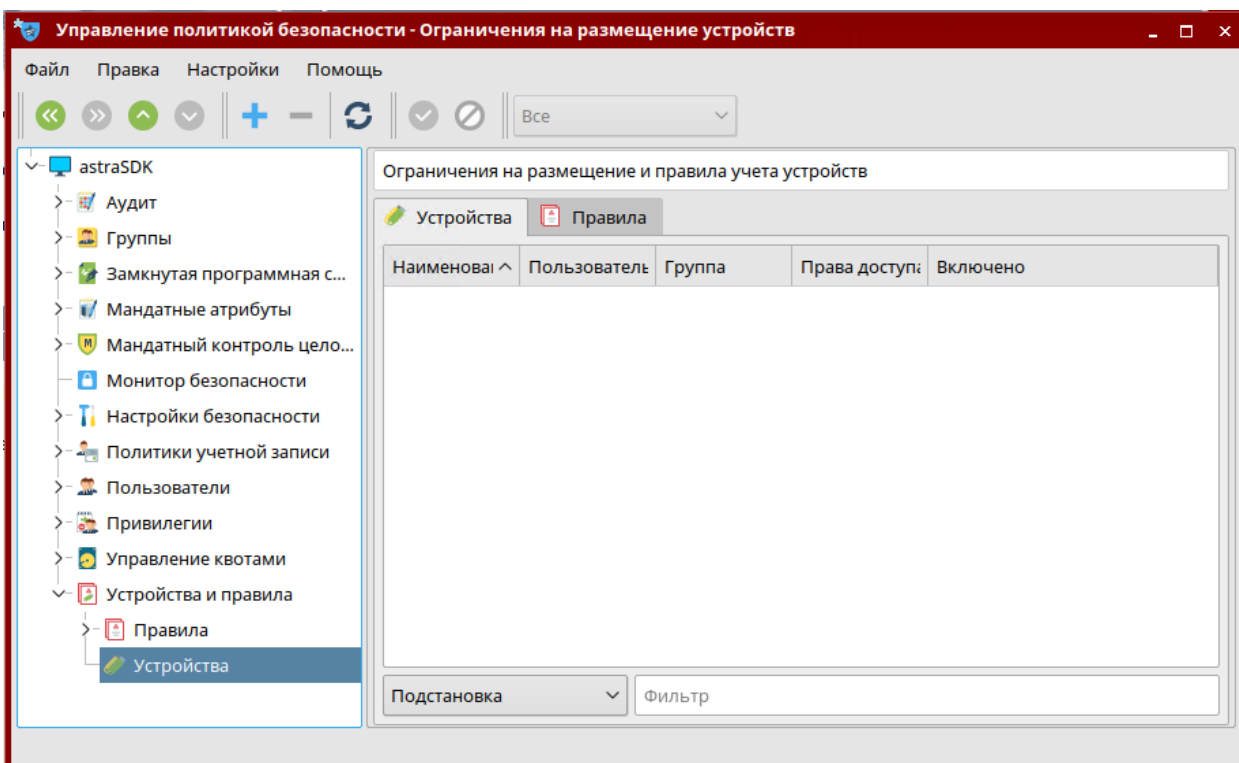 Управление политикой безопасности - Ограничения на размещение устройств
Файл Правка Настройки Помощь
Все
astraSDK
Аудит
Группы
Замкнутая программная с...
Мандатные атрибуты
Мандатный контроль цело...
Монитор безопасности
Настройки безопасности
Политики учетной записи
Пользователи
Привилегии
Управление квотами
Устройства и правила
Правила
Устройства
Ограничения на размещение и правила учета устройств
Устройства Правила
Наименова Пользователь Группа Права доступа Включено
Подстановка Фильтр